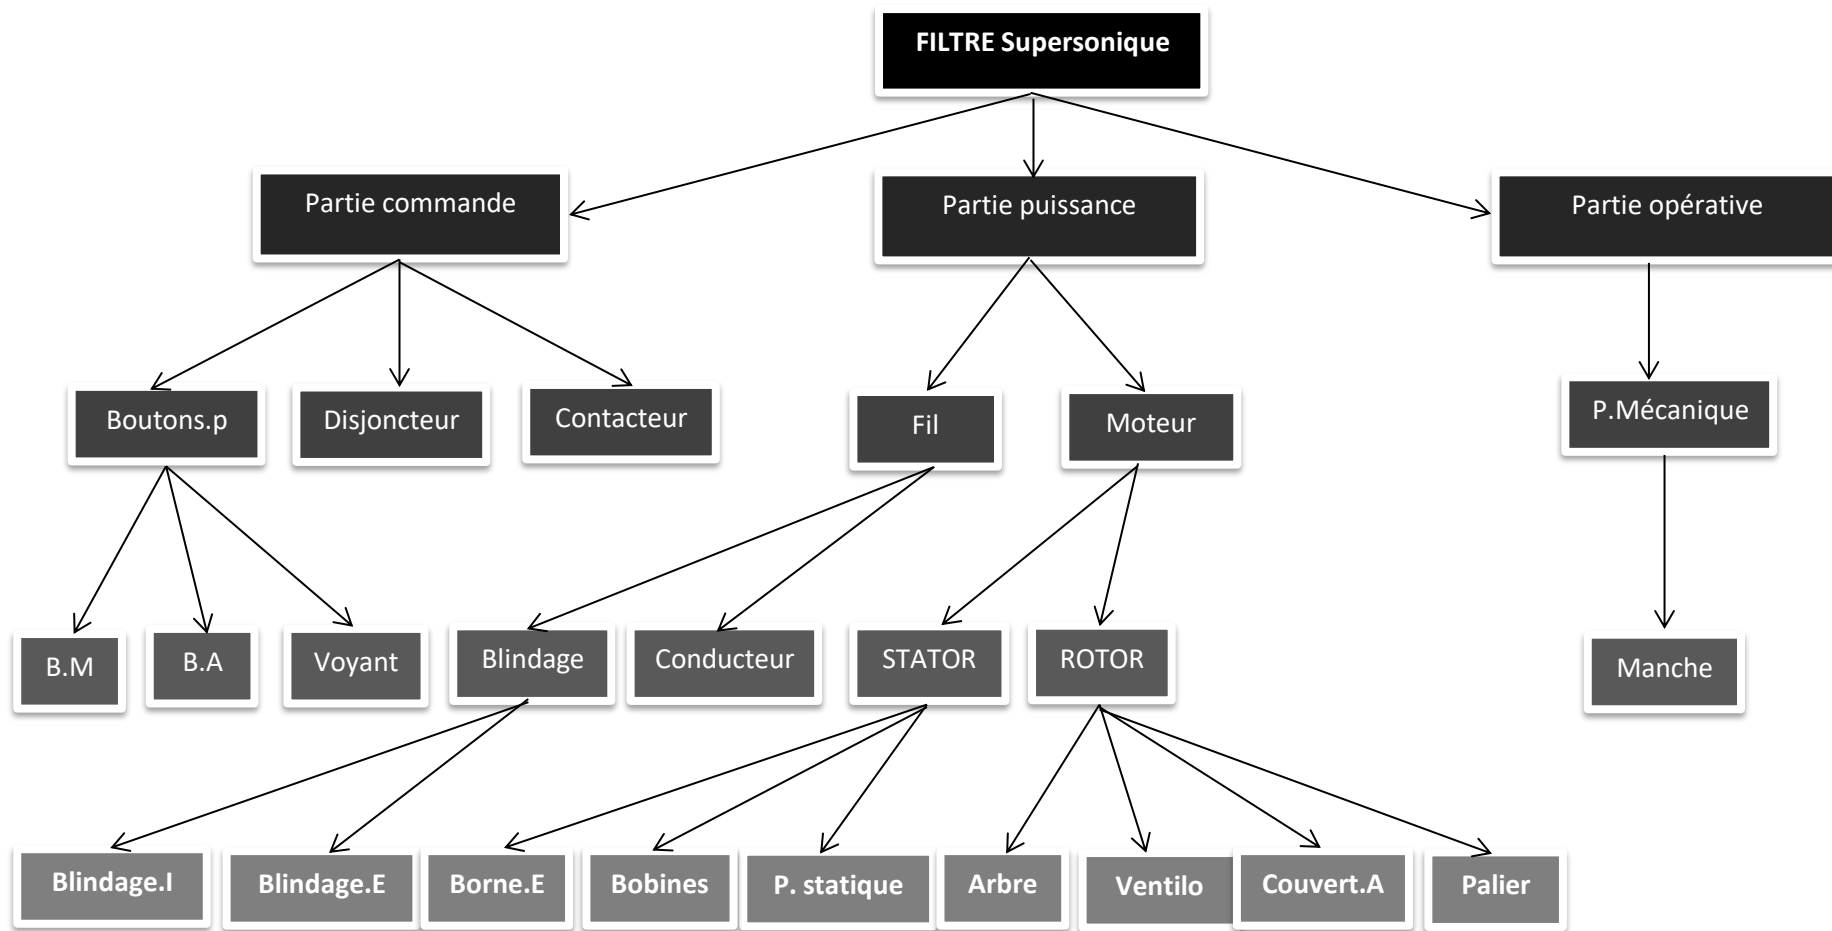 FILTRE Supersonique
Partie commande
Partie puissance
Partie opérative
Boutons.p
Disjoncteur
Contacteur
Fil
Moteur
P.Mécanique
B.M
B.A
Voyant
Blindage
Conducteur
STATOR
ROTOR
Manche
Blindage.I
Blindage.E
Borne.E
Bobines
P. statique
Arbre
Ventilo
Couvert.A
Palier